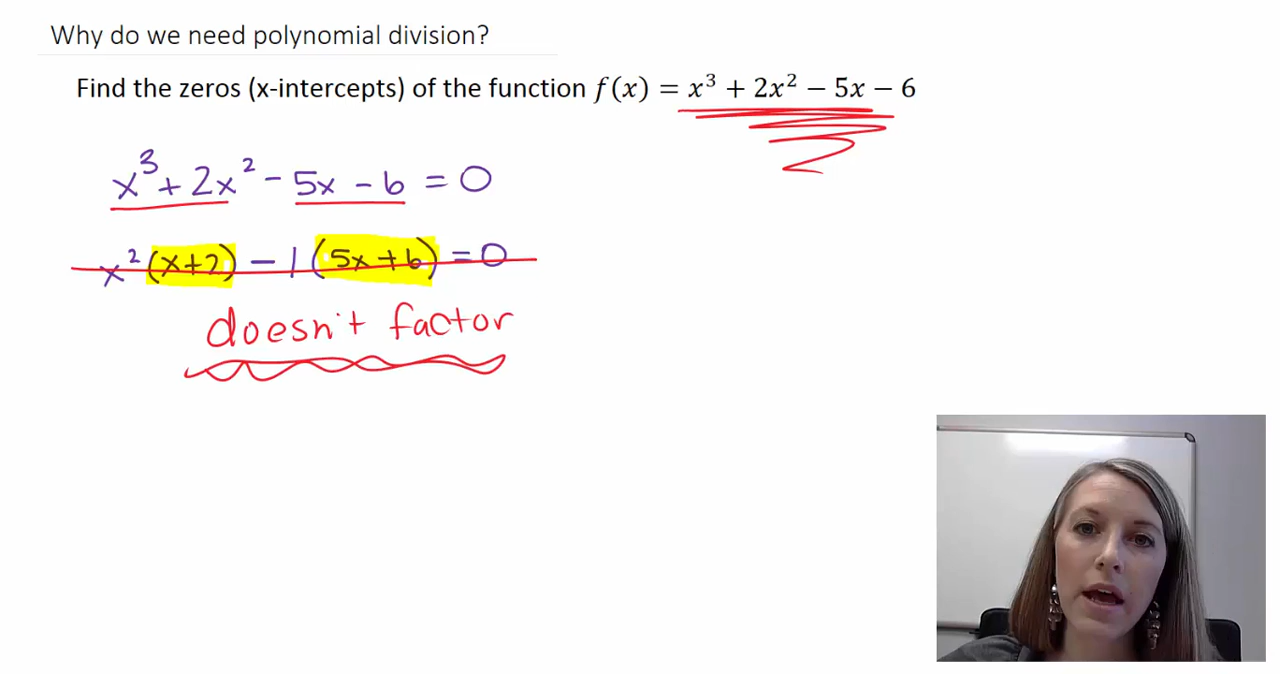 Why do we need polynomial division?
Find the zeros (x-intercepts) of the function f(x) = x³ + 2x² − 5x − 6
x³ + 2x² − 5x − 6 = 0
x² (x+2) − 1 (5x+6) = 0
doesn't factor